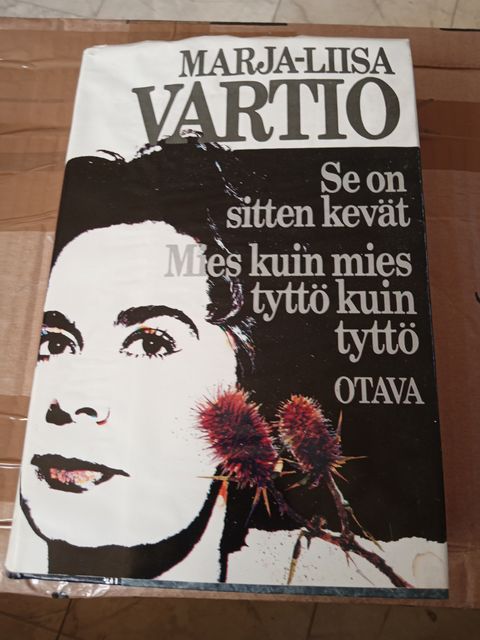 MARJA-LIISA
VARTIO
Se on
sitten kevät
Mies kuin mies
tyttö kuin
tyttö
OTAVA